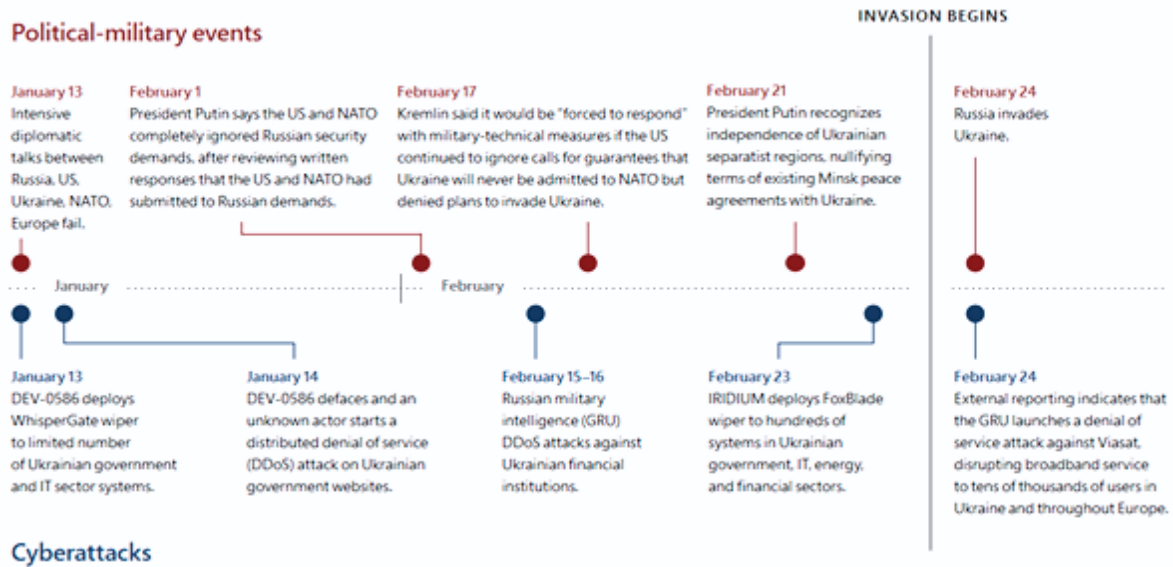 INVASION BEGINS
Political-military events
January 13
Intensive
diplomatic
talks between
Russia, US,
Ukraine, NATO,
Europe fail.
February 1
President Putin says the US and NATO
completely ignored Russian security
demands, after reviewing written
responses that the US and NATO had
submitted to Russian demands.
February 17
Kremlin said it would be "forced to respond"
with military-technical measures if the US
continued to ignore calls for guarantees that
Ukraine will never be admitted to NATO but
denied plans to invade Ukraine.
February 21
President Putin recognizes
independence of Ukrainian
separatist regions, nullifying
terms of existing Minsk peace
agreements with Ukraine.
February 24
Russia invades
Ukraine.
January
February
January 13
DEV-0586 deploys
WhisperGate wiper
to limited number
of Ukrainian government
and IT sector systems.
January 14
DEV-0586 defaces and an
unknown actor starts a
distributed denial of service
(DDoS) attack on Ukrainian
government websites.
February 15–16
Russian military
intelligence (GRU)
DDoS attacks against
Ukrainian financial
institutions.
February 23
IRIDIUM deploys FoxBlade
wiper to hundreds of
systems in Ukrainian
government, IT, energy,
and financial sectors.
February 24
External reporting indicates that
the GRU launches a denial of
service attack against Viasat,
disrupting broadband service
to tens of thousands of users in
Ukraine and throughout Europe.
Cyberattacks